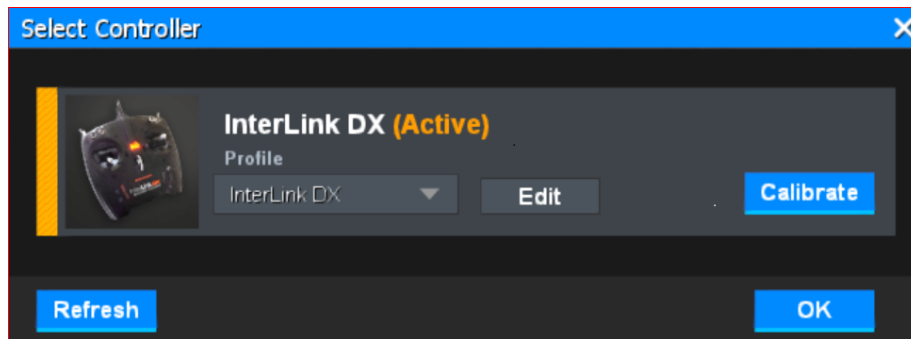 Select Controller
InterLink DX (Active)
Profile
InterLink DX
Edit
Calibrate
Refresh
OK